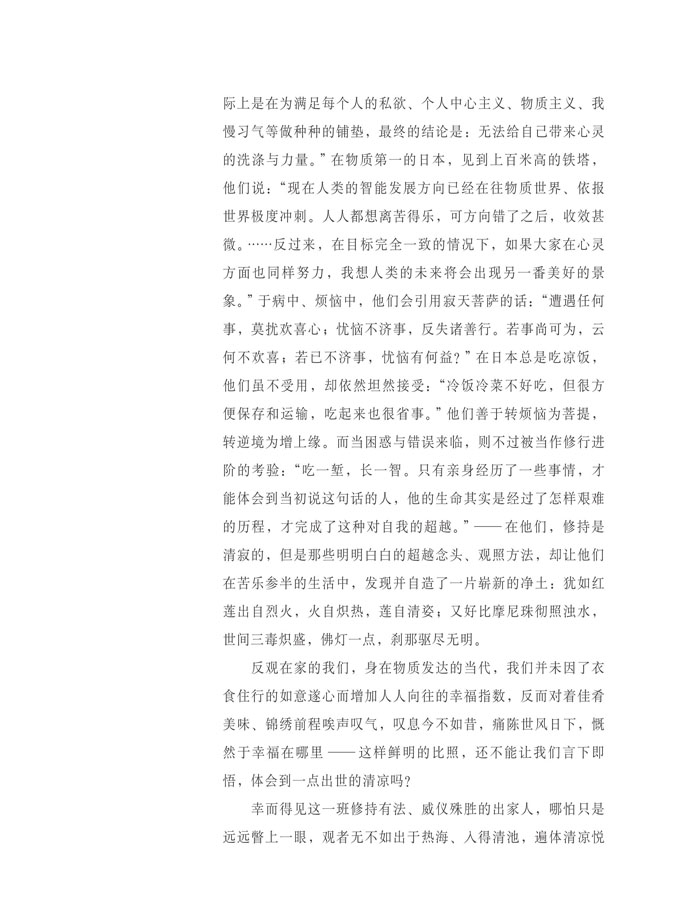 际上是在为满足每个人的私欲、个人中心主义、物质主义、我
慢习气等做种种的铺垫，最终的结论是：无法给自己带来心灵
的洗涤与力量。”在物质第一的日本，见到上百米高的铁塔，
他们说：“现在人类的智能发展方向已经在往物质世界、依报
世界极度冲刺。人人都想离苦得乐，可方向错了之后，收效甚
微。……反过来，在目标完全一致的情况下，如果大家在心灵
方面也同样努力，我想人类的未来将会出现另一番美好的景
象。”于病中、烦恼中，他们会引用寂天菩萨的话：“遭遇任何
事，莫扰欢喜心；忧恼不济事，反失诸善行。若事尚可为，云
何不欢喜；若已不济事，忧恼有何益？”在日本总是吃凉饭，
他们虽不受用，却依然坦然接受：“冷饭冷菜不好吃，但很方
便保存和运输，吃起来也很省事。”他们善于转烦恼为菩提，
转逆境为增上缘。而当困惑与错误来临，则不过被当作修行进
阶的考验：“吃一堑，长一智。只有亲身经历了一些事情，才
能体会到当初说这句话的人，他的生命其实是经过了怎样艰难
的历程，才完成了这种对自我的超越。”——在他们，修持是
清寂的，但是那些明明白白的超越念头、观照方法，却让他们
在苦乐参半的生活中，发现并自造了一片崭新的净土：犹如红
莲出自烈火，火自炽热，莲自清姿；又好比摩尼珠彻照浊水，
世间三毒炽盛，佛灯一点，刹那驱尽无明。
反观在家的我们，身在物质发达的当代，我们并未因了衣
食住行的如意遂心而增加人人向往的幸福指数，反而对着佳肴
美味、锦绣前程唉声叹气，叹息今不如昔，痛陈世风日下，慨
然于幸福在哪里——这样鲜明的比照，还不能让我们言下即
悟，体会到一点出世的清凉吗？
幸而得见这一班修持有法、威仪殊胜的出家人，哪怕只是
远远瞥上一眼，观者无不如出于热海、入得清池，遍体清凉悦